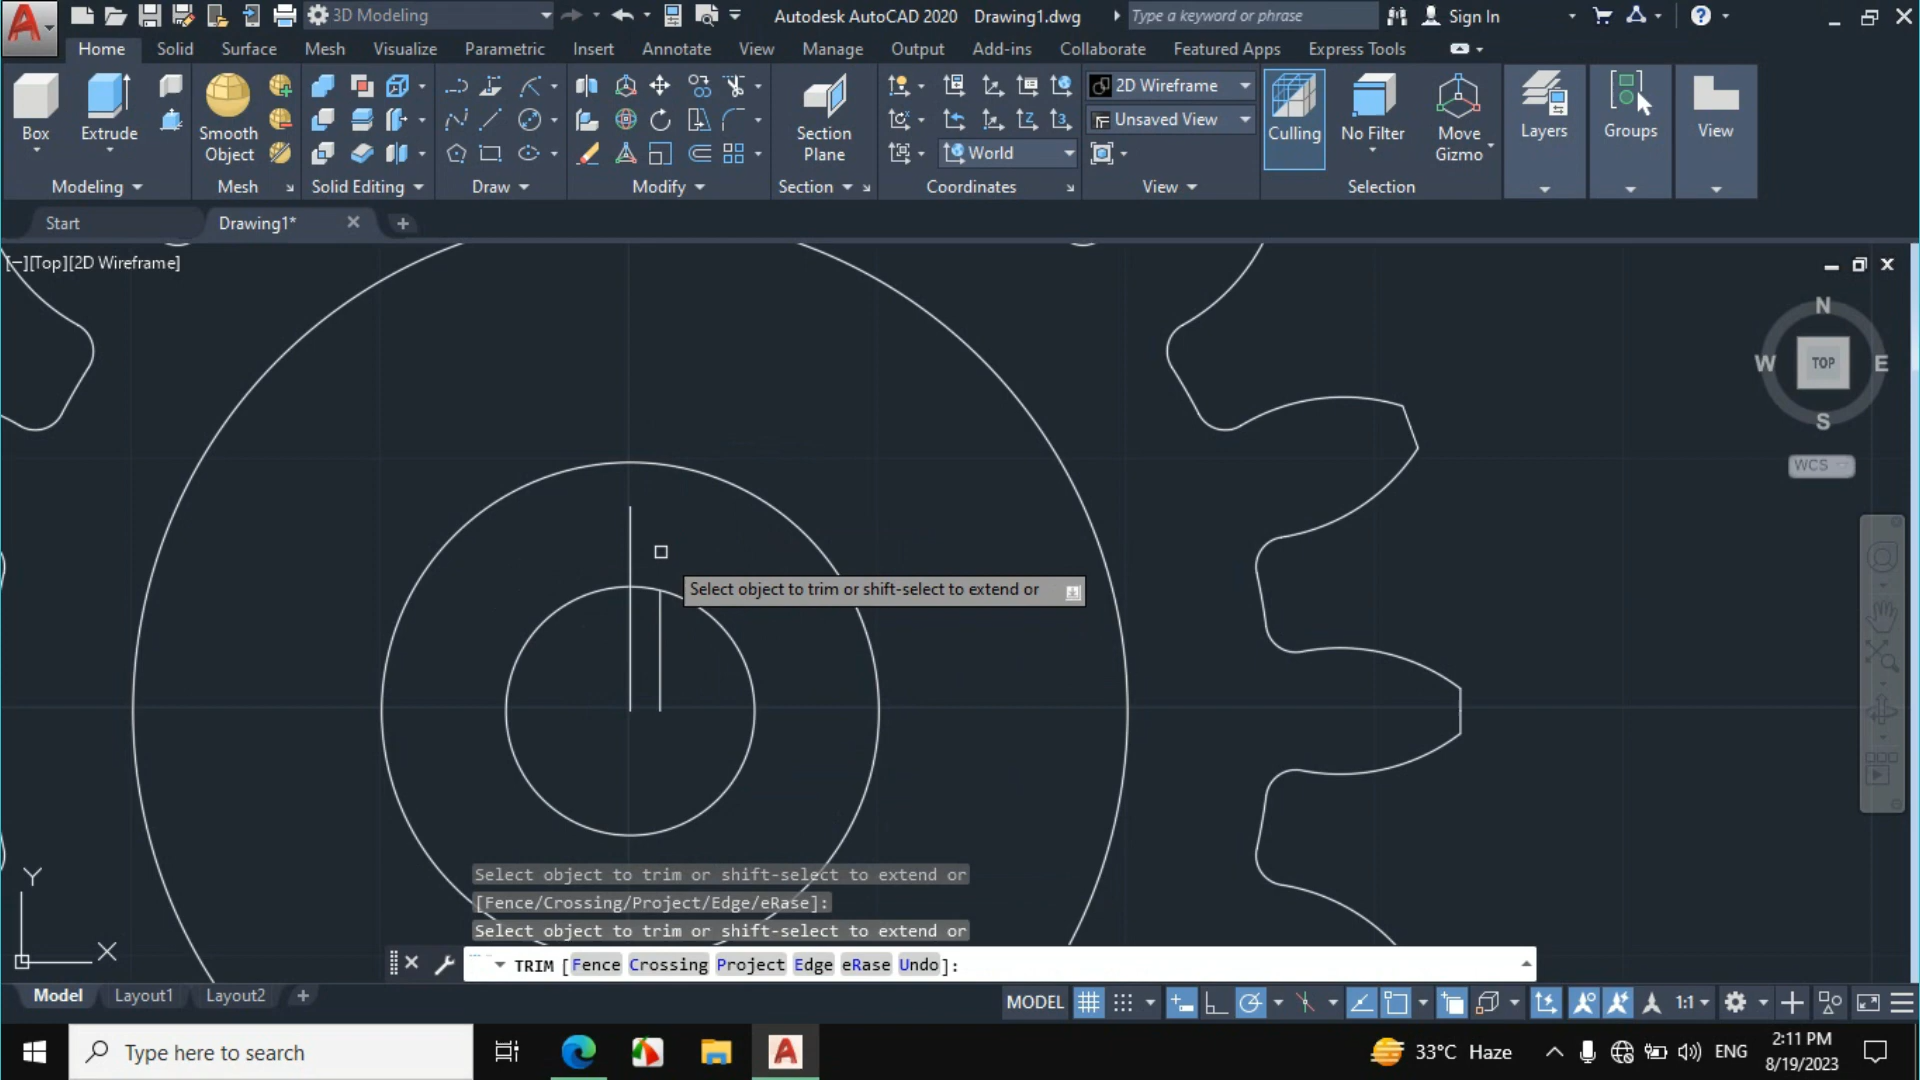 3D Modeling
Autodesk AutoCAD 2020 Drawing1.dwg
Type a keyword or phrase
Sign In
Home Solid Surface Mesh Visualize Parametric Insert Annotate View Manage Output Add-ins Collaborate Featured Apps Express Tools
Box
Extrude
Smooth Object
Section Plane
World
2D Wireframe
Unsaved View
Culling
No Filter
Move Gizmo
Layers
Groups
View
Modeling Mesh Solid Editing Draw Modify Section Coordinates View Selection
Start
Drawing1*
[−][Top][2D Wireframe]
N
W
TOP
E
S
WCS
Select object to trim or shift-select to extend or
Y
X
Select object to trim or shift-select to extend or
[Fence/Crossing/Project/Edge/eRase]:
Select object to trim or shift-select to extend or
TRIM [Fence Crossing Project Edge eRase Undo]:
Model Layout1 Layout2 +
MODEL
1:1
Type here to search
33°C Haze
ENG
2:11 PM
8/19/2023